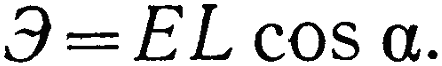 Э = EL cos α.